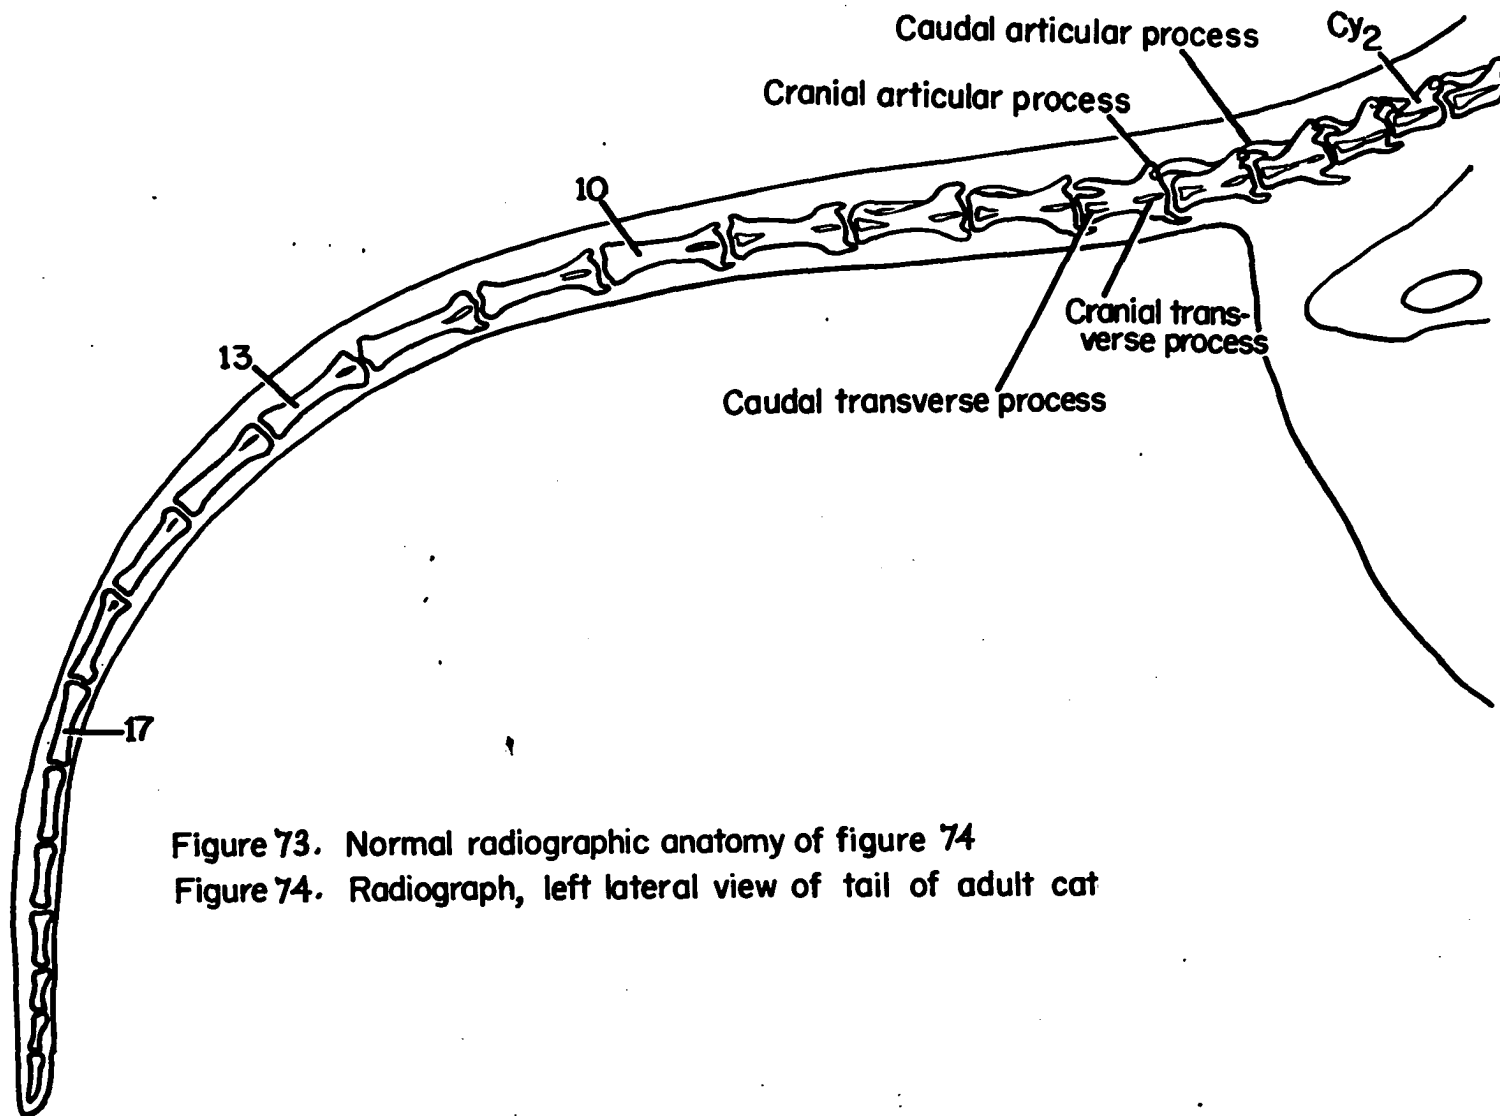 Caudal articular process
Cy2
Cranial articular process
10
Cranial trans-
verse process
13
Caudal transverse process
17
Figure 73. Normal radiographic anatomy of figure 74
Figure 74. Radiograph, left lateral view of tail of adult cat